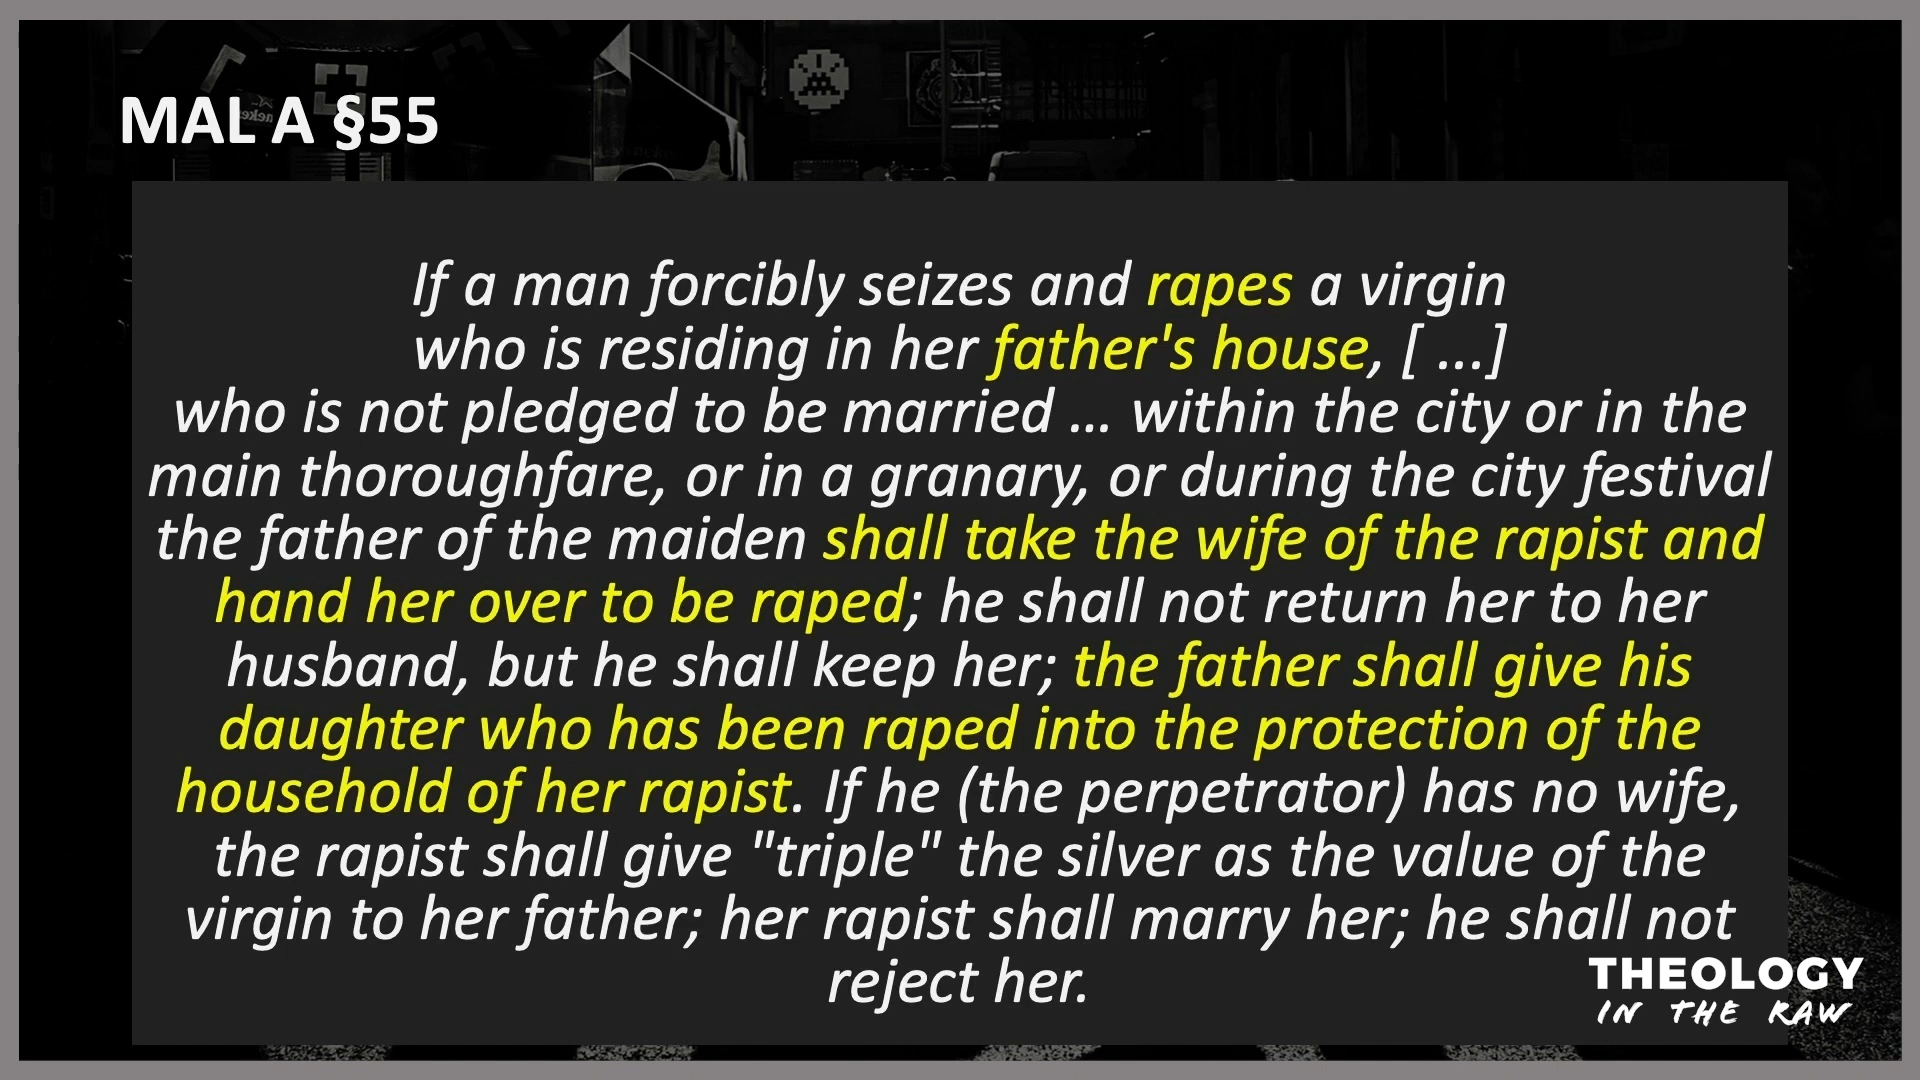 MAL A §55
If a man forcibly seizes and rapes a virgin
who is residing in her father's house, [ ...]
who is not pledged to be married ... within the city or in the
main thoroughfare, or in a granary, or during the city festival
the father of the maiden shall take the wife of the rapist and
hand her over to be raped; he shall not return her to her
husband, but he shall keep her; the father shall give his
daughter who has been raped into the protection of the
household of her rapist. If he (the perpetrator) has no wife,
the rapist shall give "triple" the silver as the value of the
virgin to her father; her rapist shall marry her; he shall not
reject her.
THEOLOGY
IN THE RAW